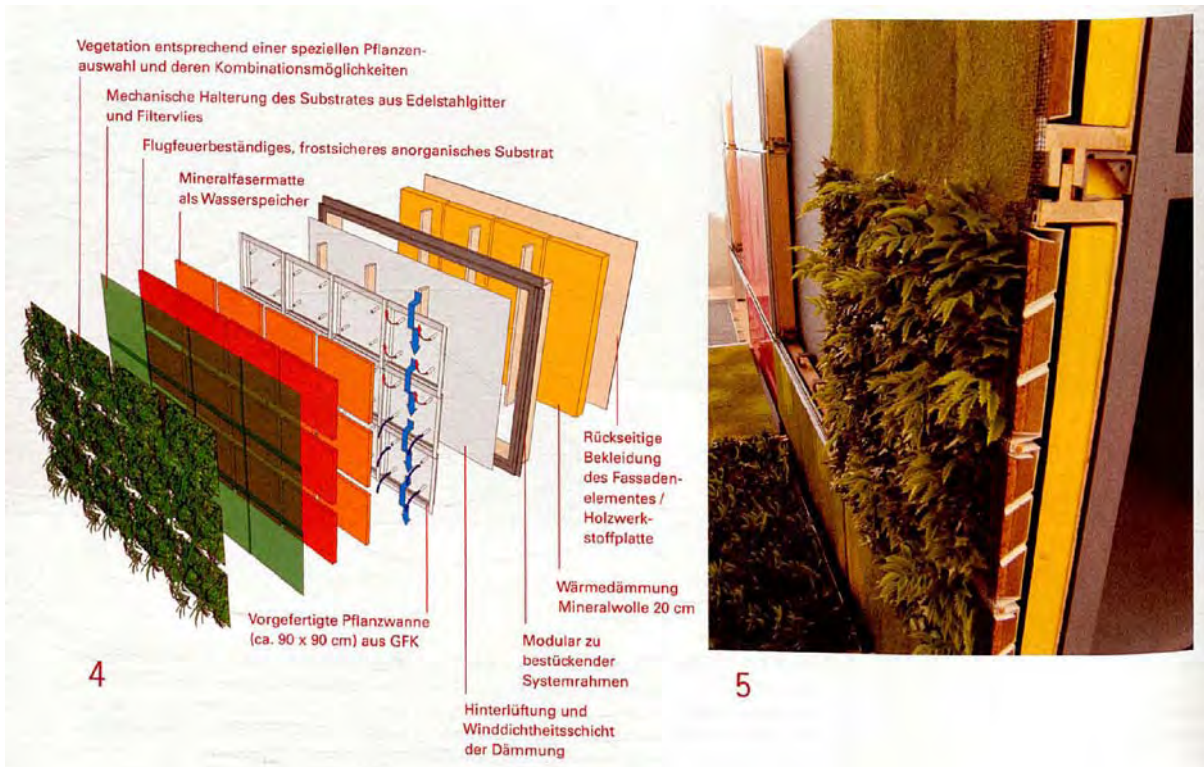 Vegetation entsprechend einer speziellen Pflanzen-
auswahl und deren Kombinationsmöglichkeiten
Mechanische Halterung des Substrates aus Edelstahlgitter
und Filtervlies
Flugfeuerbeständiges, frostsicheres anorganisches Substrat
Mineralfasermatte
als Wasserspeicher
Rückseitige
Bekleidung
des Fassaden-
elementes /
Holzwerk-
stoffplatte
Wärmedämmung
Mineralwolle 20 cm
Vorgefertigte Pflanzwanne
(ca. 90 x 90 cm) aus GFK
Modular zu
bestückender
Systemrahmen
Hinterlüftung und
Winddichtheitsschicht
der Dämmung
4
5